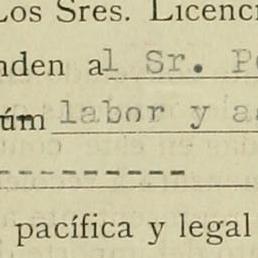 Los Sres. Licenci
nden al Sr. P
úm labor y a
----------
pacífica y legal